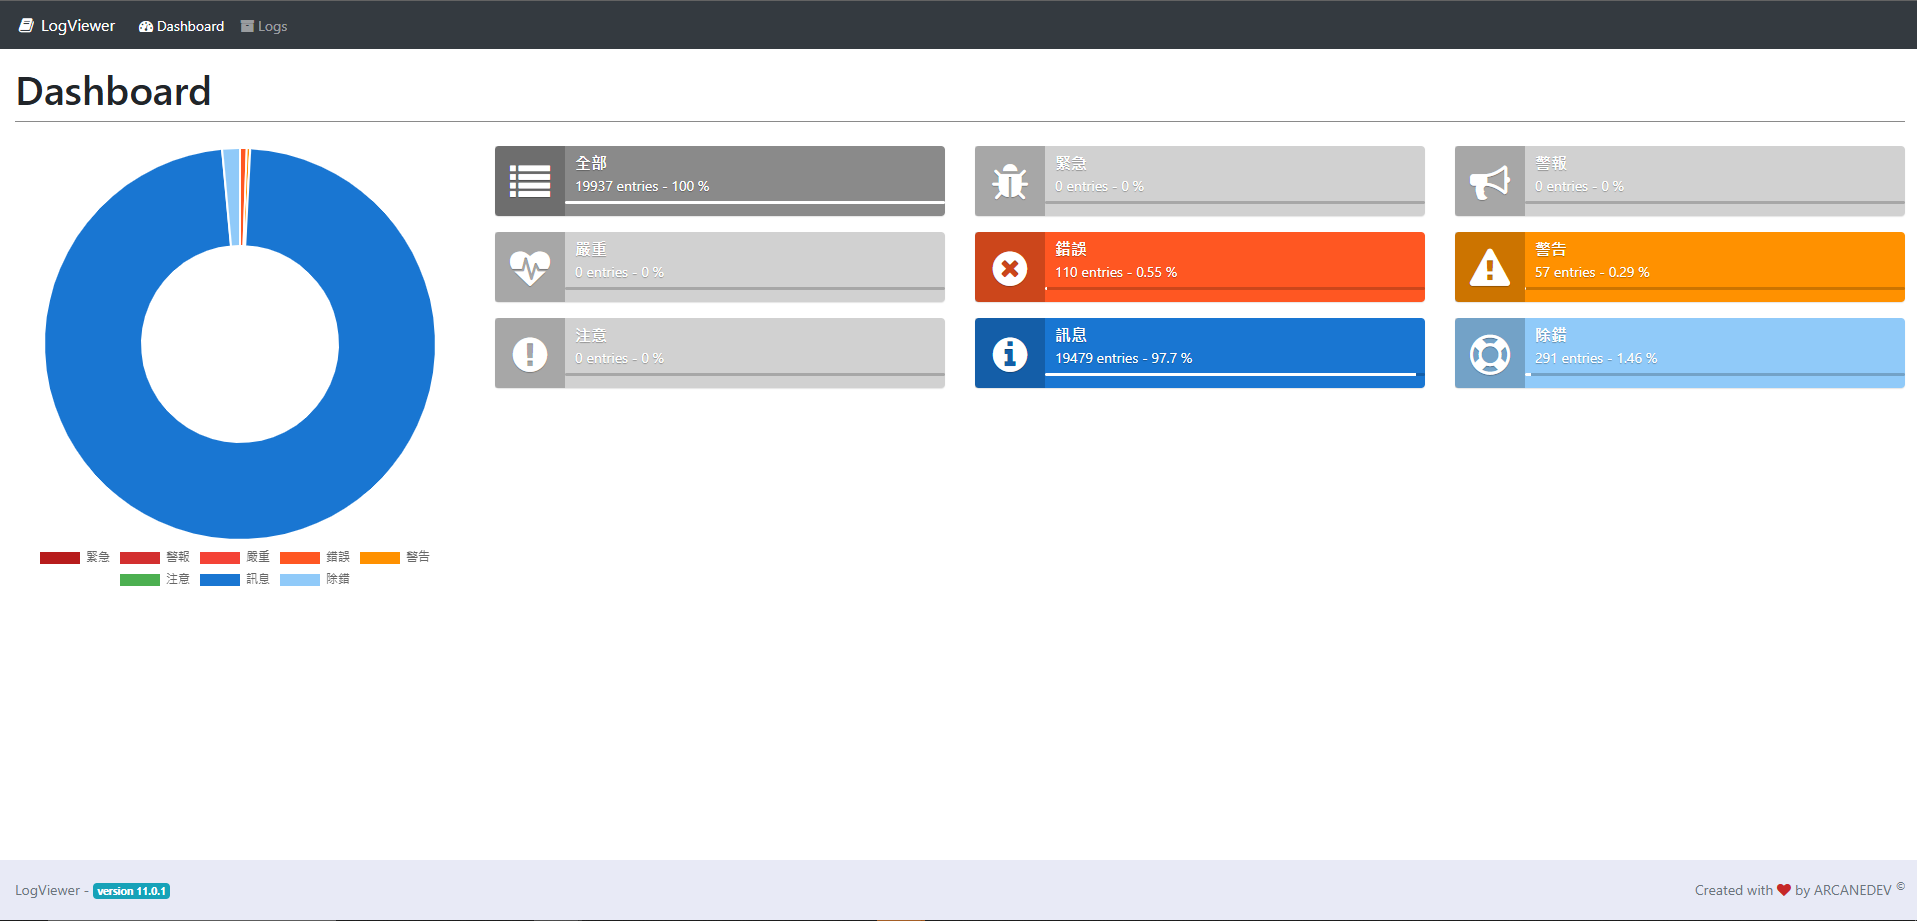 LogViewer Dashboard Logs
Dashboard
全部
19937 entries - 100 %
緊急
0 entries - 0 %
警報
0 entries - 0 %
嚴重
0 entries - 0 %
錯誤
110 entries - 0.55 %
警告
57 entries - 0.29 %
注意
0 entries - 0 %
訊息
19479 entries - 97.7 %
除錯
291 entries - 1.46 %
緊急 警報 嚴重 錯誤 警告
注意 訊息 除錯
LogViewer - version 11.0.1
Created with ❤ by ARCANEDEV ©